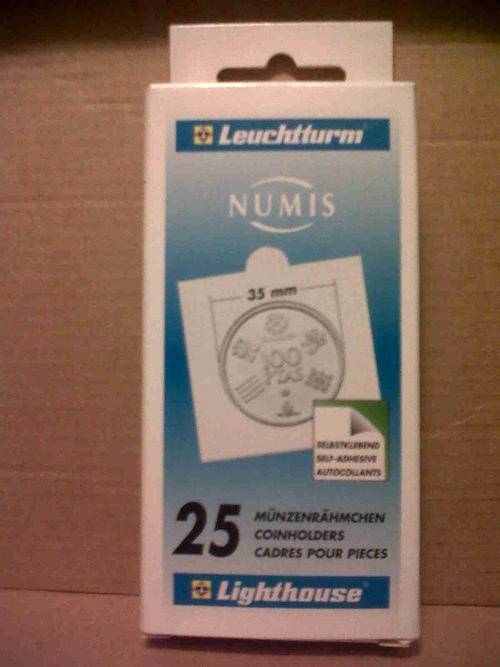 Leuchtturm
NUMIS
35 mm
100
PTAS
SELBSTKLEBEND
SELF-ADHESIVE
AUTOCOLLANTS
25
MÜNZENRÄHMCHEN
COINHOLDERS
CADRES POUR PIECES
Lighthouse